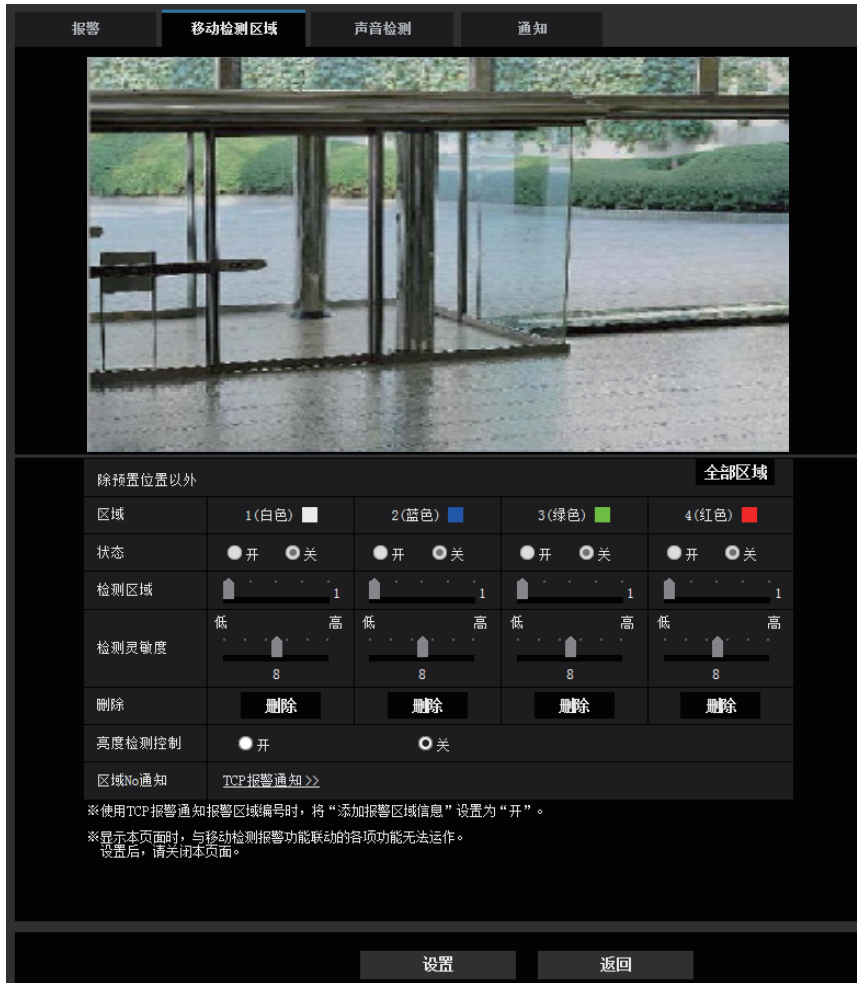 报警 移动检测区域 声音检测 通知
除预置位置以外 全部区域
区域 1(白色) 2(蓝色) 3(绿色) 4(红色)
状态 开 关 开 关 开 关 开 关
检测区域 1 1 1 1
检测灵敏度 低 高 低 高 低 高 低 高
8 8 8 8
删除 删除 删除 删除 删除
亮度检测控制 开 关
区域No通知 TCP报警通知>>
※使用TCP报警通知报警区域编号时，将“添加报警区域信息”设置为“开”。
※显示本页面时，与移动检测报警功能联动的各项功能无法运作。
设置后，请关闭本页面。
设置 返回